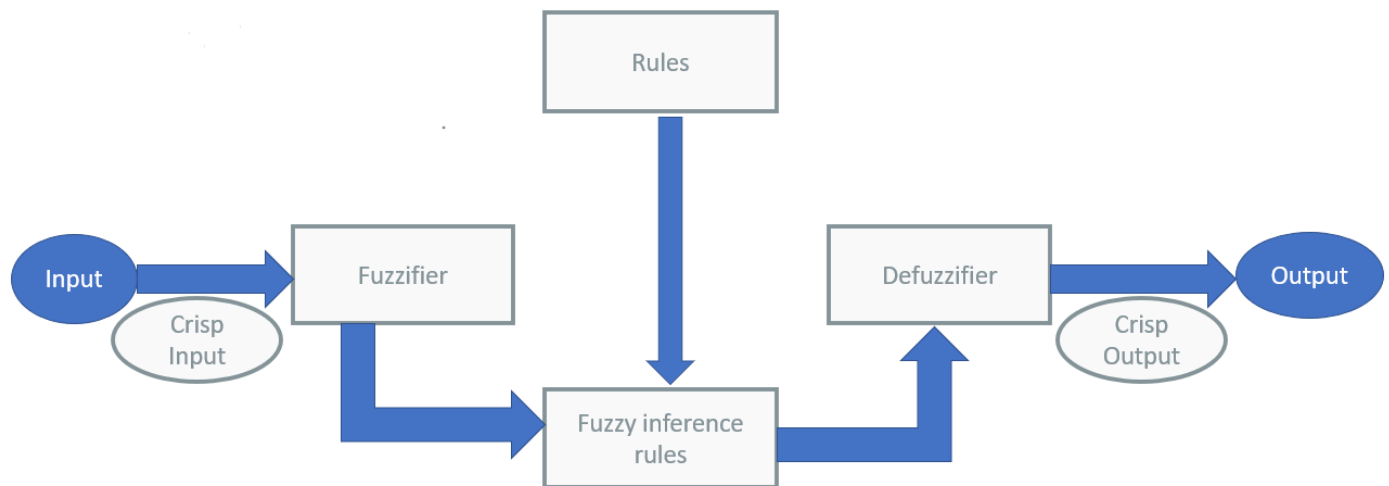 Rules
Input
Crisp
Input
Fuzzifier
Fuzzy inference
rules
Defuzzifier
Crisp
Output
Output